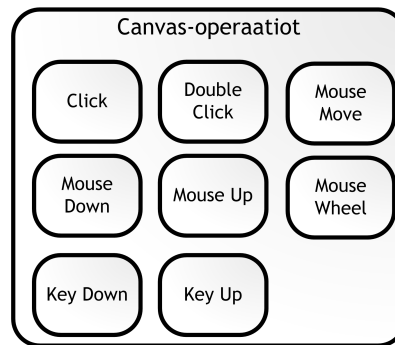 Canvas-operaatiot
Click
Double
Click
Mouse
Move
Mouse
Down
Mouse Up
Mouse
Wheel
Key Down
Key Up